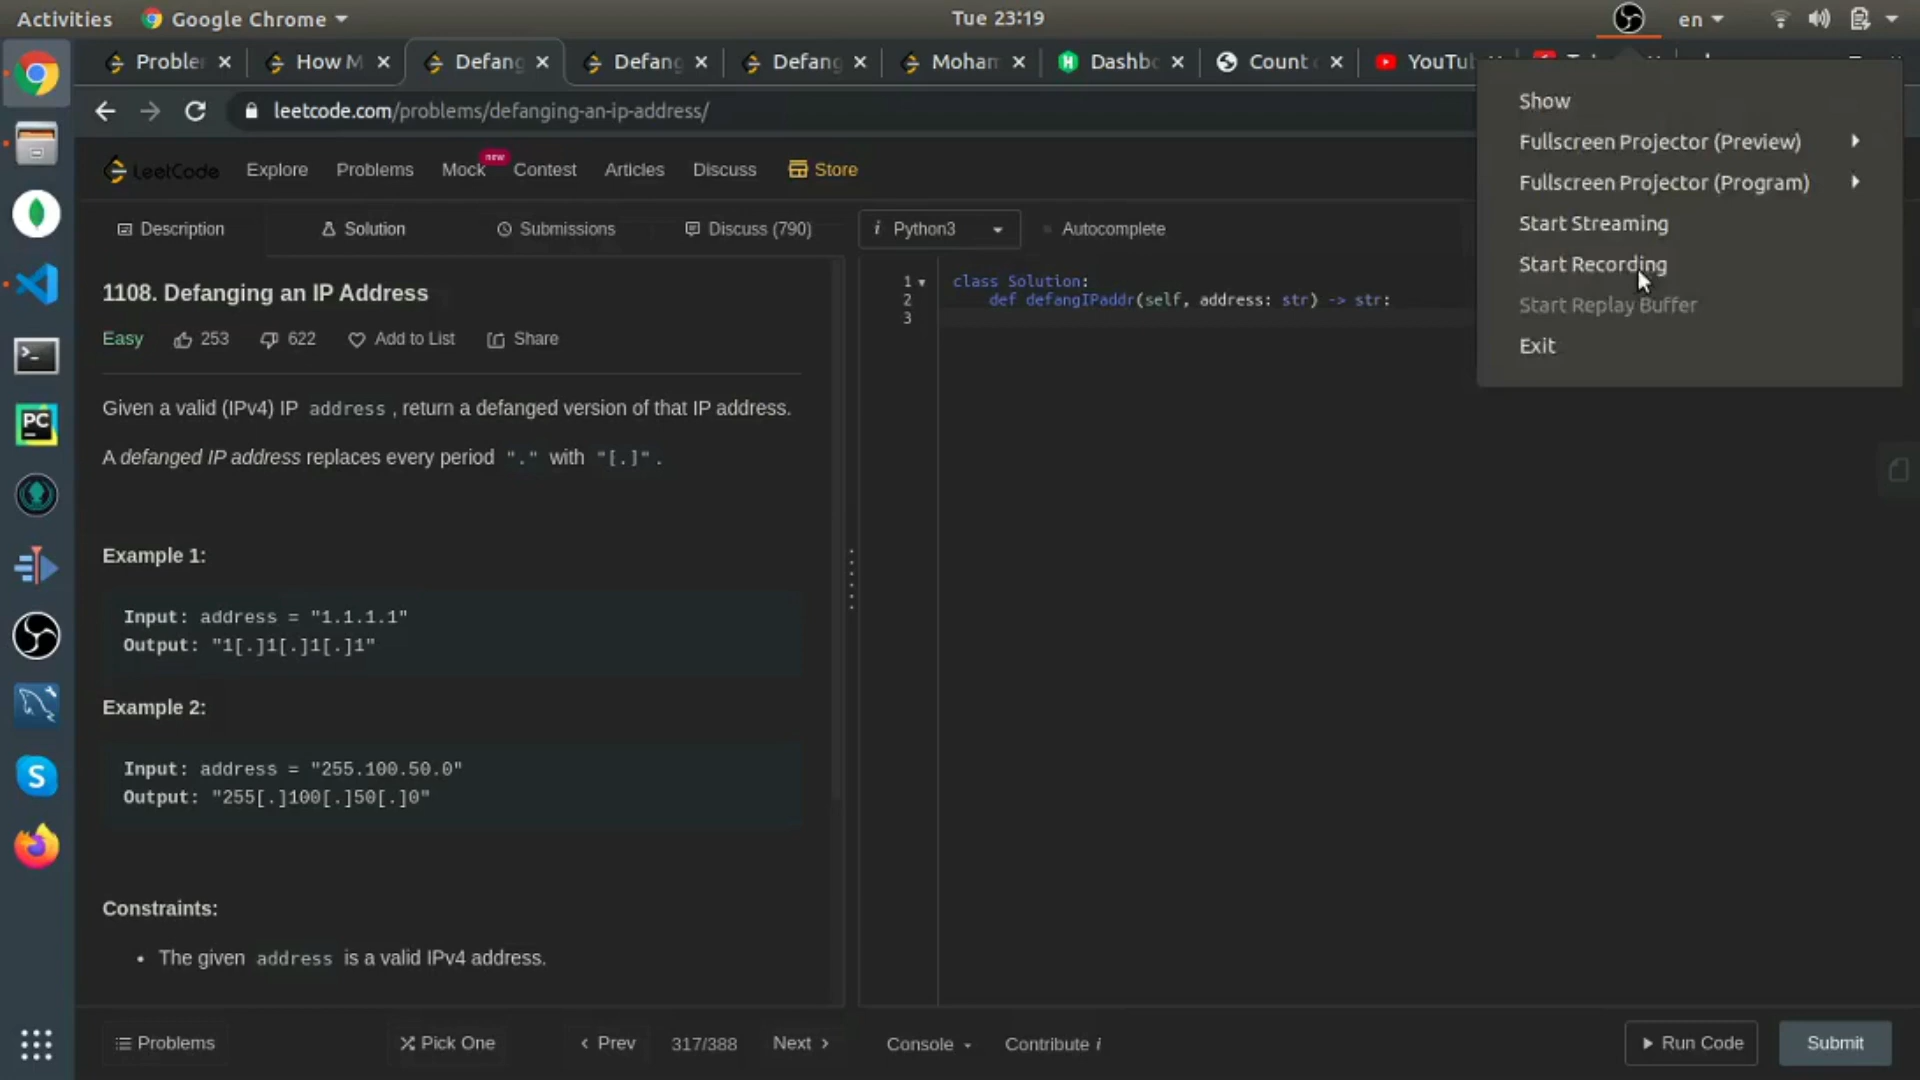 Activities
Google Chrome
Tue 23:19
en
Proble
How M
Defang
Defang
Defang
Moham
Dashbo
Count
YouTu
leetcode.com/problems/defanging-an-ip-address/
Show
Fullscreen Projector (Preview)
Fullscreen Projector (Program)
Start Streaming
Start Recording
Start Replay Buffer
Exit
LeetCode
Explore
Problems
Mock
new
Contest
Articles
Discuss
Store
Description
Solution
Submissions
Discuss (790)
i Python3
Autocomplete
1108. Defanging an IP Address
Easy
253
622
Add to List
Share
Given a valid (IPv4) IP address, return a defanged version of that IP address.
A defanged IP address replaces every period "." with "[.]".
Example 1:
Input: address = "1.1.1.1"
Output: "1[.]1[.]1[.]1"
Example 2:
Input: address = "255.100.50.0"
Output: "255[.]100[.]50[.]0"
Constraints:
• The given address is a valid IPv4 address.
1 class Solution:
2 def defangIPaddr(self, address: str) -> str:
3
PC
S
Problems
Pick One
Prev
317/388
Next
Console
Contribute i
Run Code
Submit